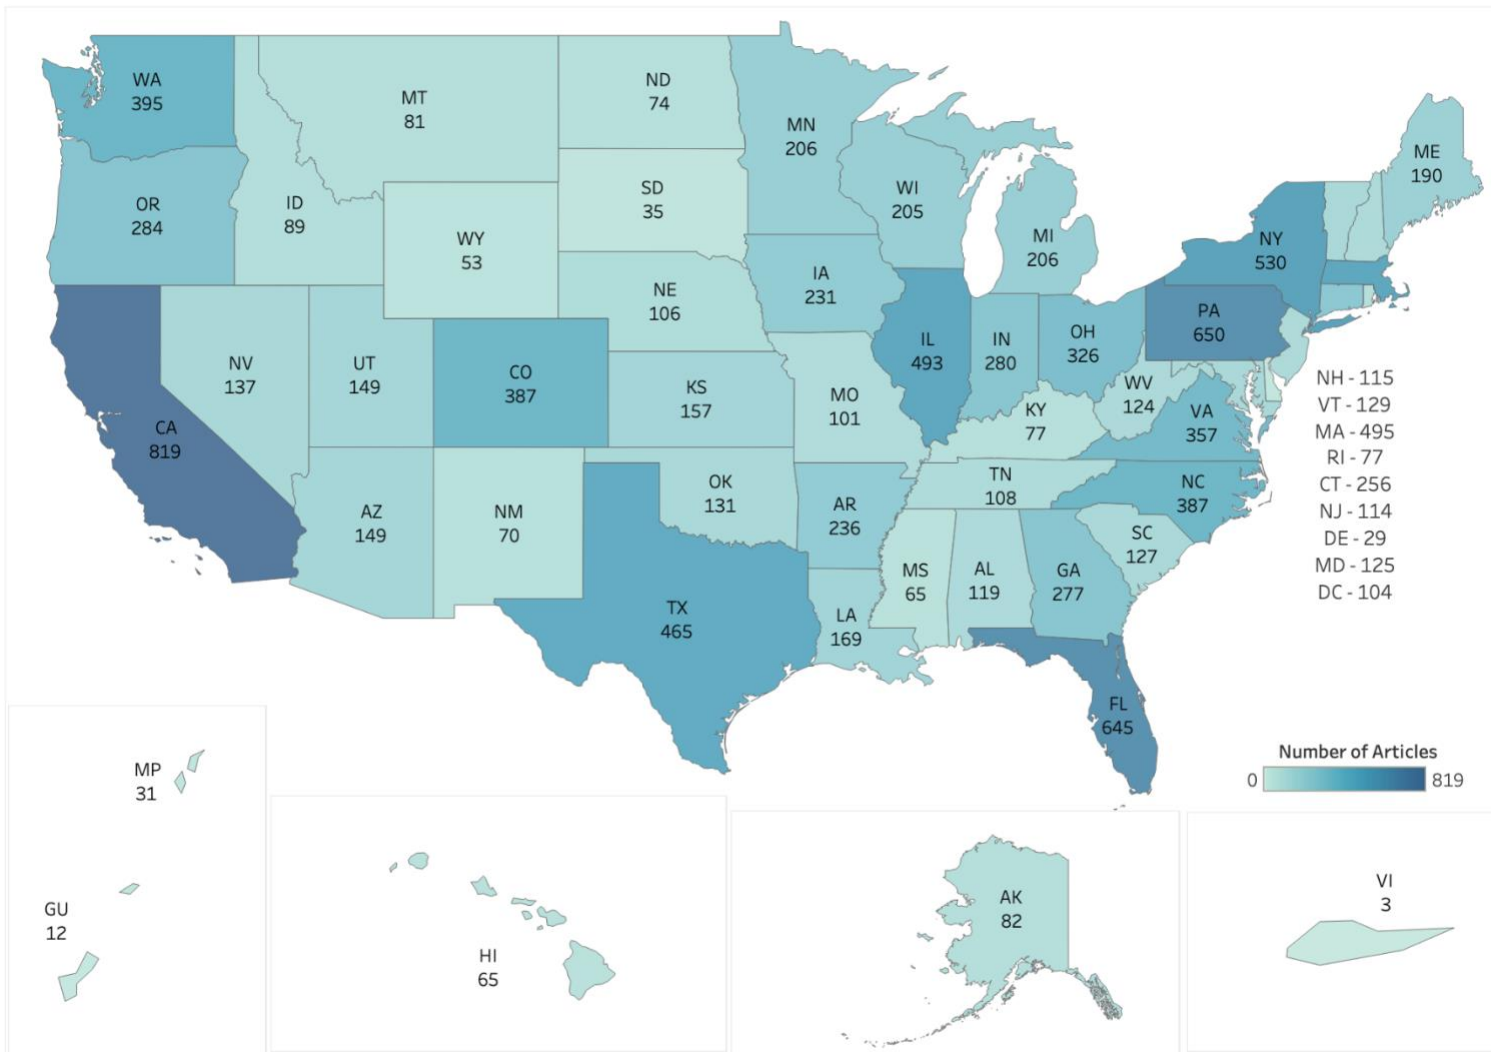 WA
395
MT
81
ND
74
MN
206
ME
190
OR
284
ID
89
SD
35
WI
205
WY
53
MI
206
NY
530
IA
231
NE
106
PA
650
NV
137
UT
149
CO
387
IL
493
IN
280
OH
326
KS
157
MO
101
WV
124
KY
77
VA
357
NH - 115
VT - 129
MA - 495
RI - 77
CT - 256
NJ - 114
DE - 29
MD - 125
DC - 104
CA
819
AZ
149
NM
70
OK
131
AR
236
TN
108
NC
387
SC
127
MS
65
AL
119
GA
277
TX
465
LA
169
FL
645
Number of Articles
0
819
MP
31
GU
12
HI
65
AK
82
VI
3